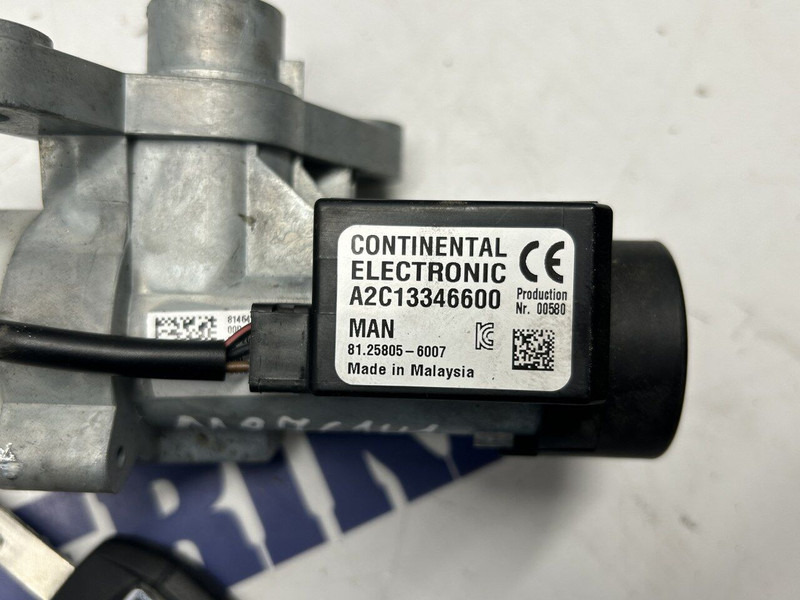 CONTINENTAL
ELECTRONIC
A2C13346600
CE
Production
Nr. 00580
MAN
81.25805-6007
Made in Malaysia